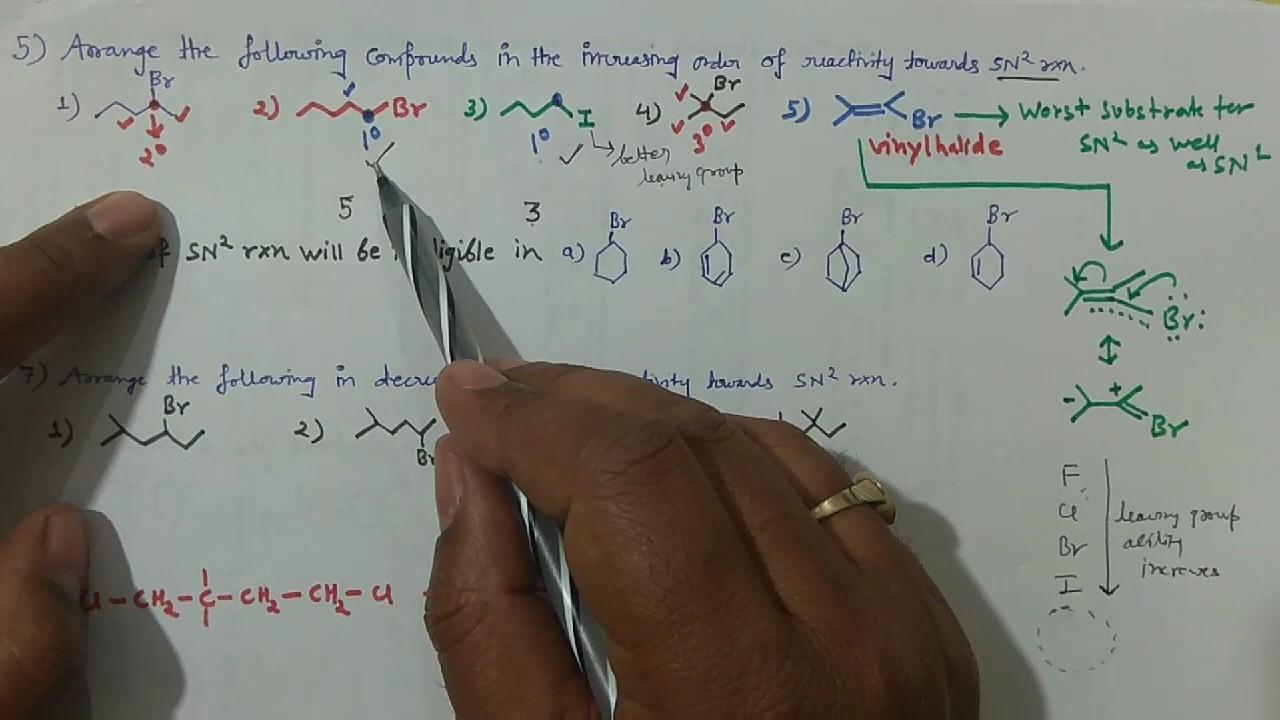 5) Arrange the following compounds in the increasing order of reactivity towards SN² rxn.
1) Br 2°
2) Br 1°
3) I 1° better leaving group
4) Br 3°
5) Br vinylhalide
Worst substrate for
SN² as well
as SN¹
5 < 3
of SN² rxn will be in a) Br b) Br c) Br d) Br
Br:
+
-
Br
7) Arrange the following in towards SN² rxn.
1) Br 2) Br
F
Cl
Br
I
leaving group
ability
increases
Cl-CH₂-C-CH₂-CH₂-Cl